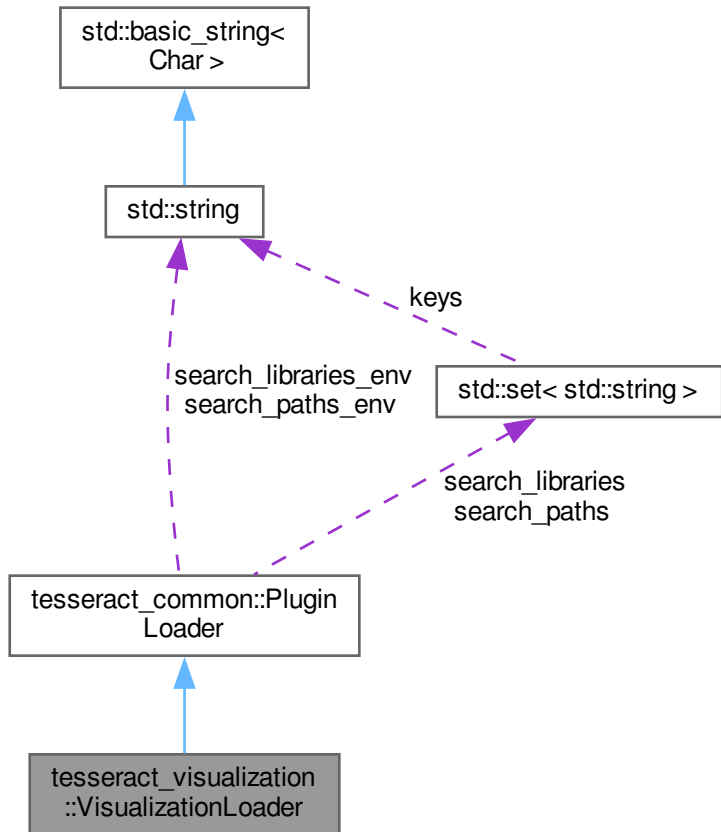 std::basic_string<
Char >
std::string
keys
search_libraries_env
search_paths_env
std::set< std::string >
search_libraries
search_paths
tesseract_common::Plugin
Loader
tesseract_visualization
::VisualizationLoader